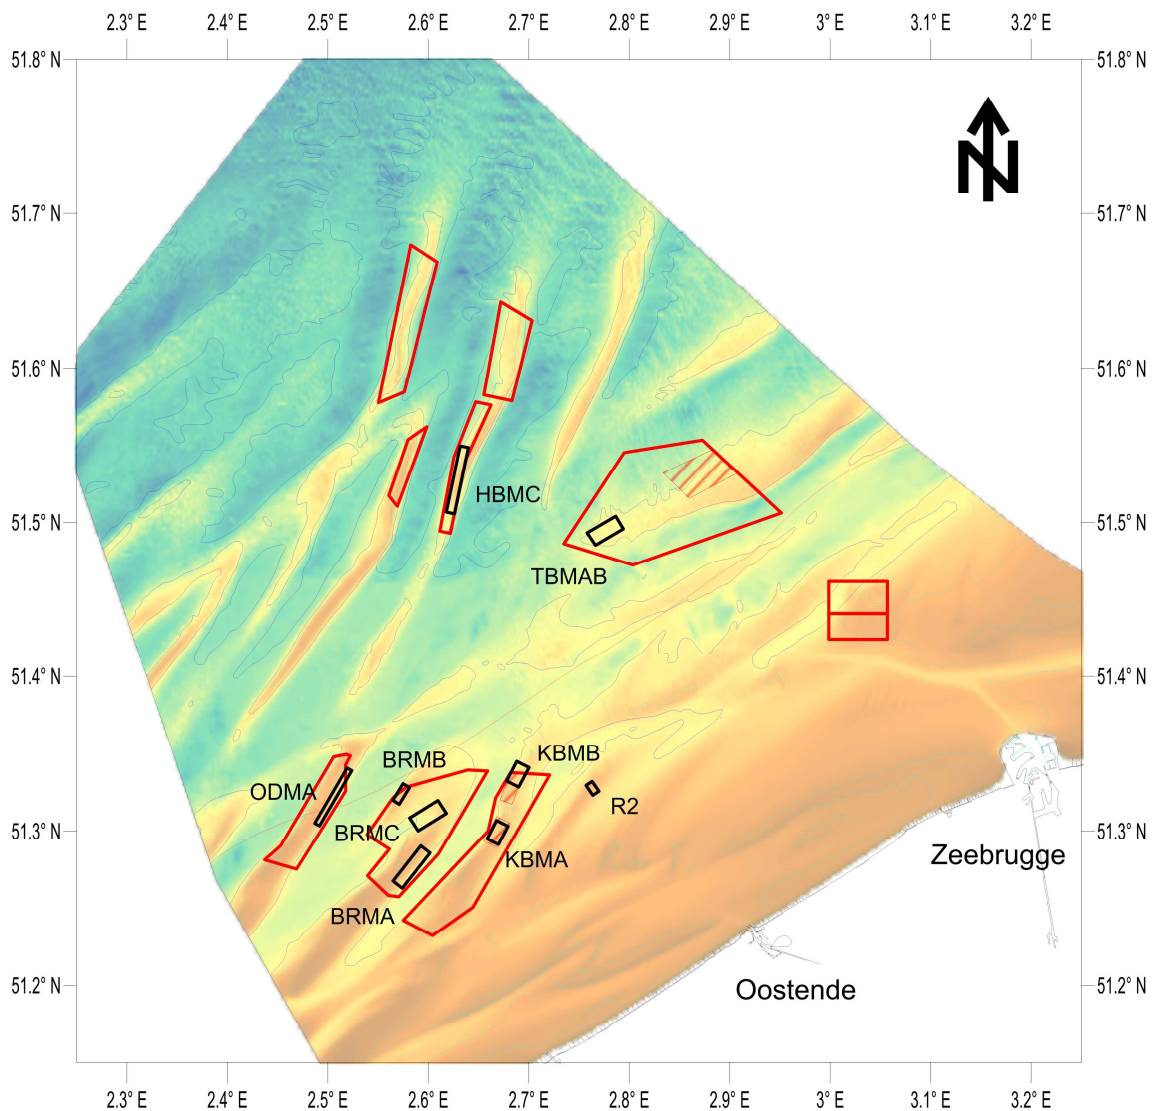 2.3° E 2.4° E 2.5° E 2.6° E 2.7° E 2.8° E 2.9° E 3° E 3.1° E 3.2° E
51.8° N 51.8° N
N
51.7° N 51.7° N
51.6° N 51.6° N
HBMC
51.5° N 51.5° N
TBMAB
51.4° N 51.4° N
KBMB
BRMB
ODMA
R2
BRMC
51.3° N 51.3° N
Zeebrugge
KBMA
BRMA
51.2° N 51.2° N
Oostende
2.3° E 2.4° E 2.5° E 2.6° E 2.7° E 2.8° E 2.9° E 3° E 3.1° E 3.2° E